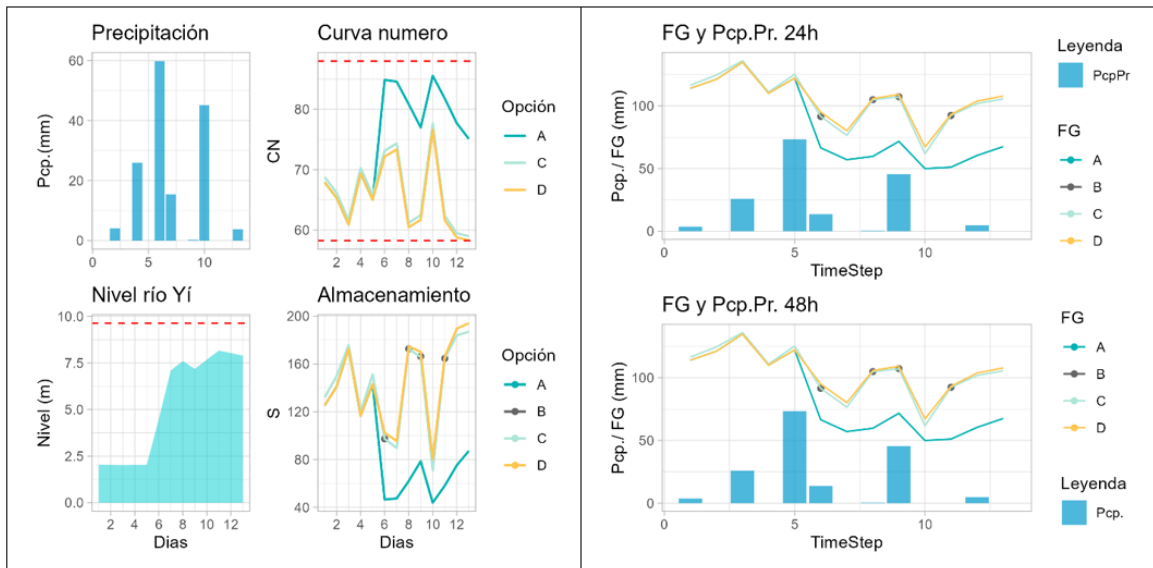 Precipitación
Pcp.(mm)
60
40
20
0
0
5
10
Curva numero
CN
80
70
60
2
4
6
8
10
12
Opción
A
C
D
Nivel río Yí
Nivel (m)
10.0
7.5
5.0
2.5
0.0
2
4
6
8
10
12
Dias
Almacenamiento
S
200
160
120
80
40
2
4
6
8
10
12
Dias
Opción
A
B
C
D
FG y Pcp.Pr. 24h
Pcp./ FG (mm)
100
50
0
0
5
10
TimeStep
Leyenda
PcpPr
FG
A
B
C
D
FG y Pcp.Pr. 48h
Pcp./ FG (mm)
100
50
0
0
5
10
TimeStep
FG
A
B
C
D
Leyenda
Pcp.